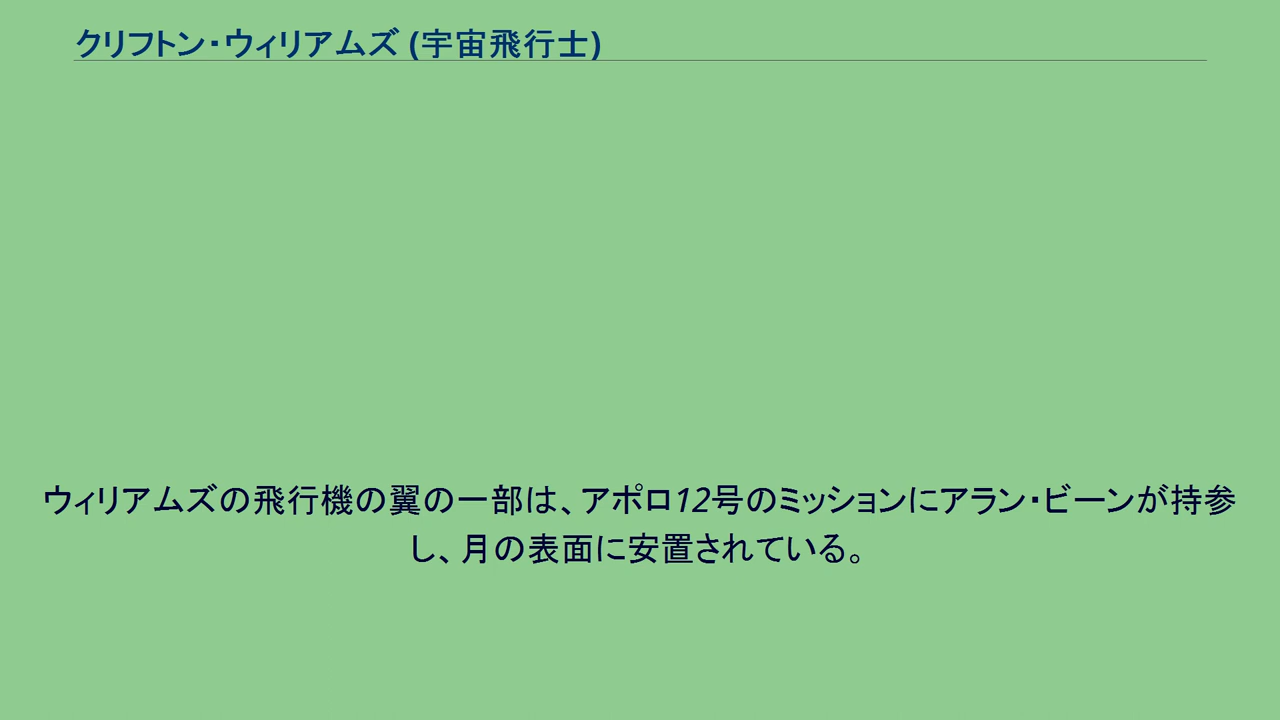 クリフトン・ウィリアムズ (宇宙飛行士)
ウィリアムズの飛行機の翼の一部は、アポロ12号のミッションにアラン・ビーンが持参
し、月の表面に安置されている。